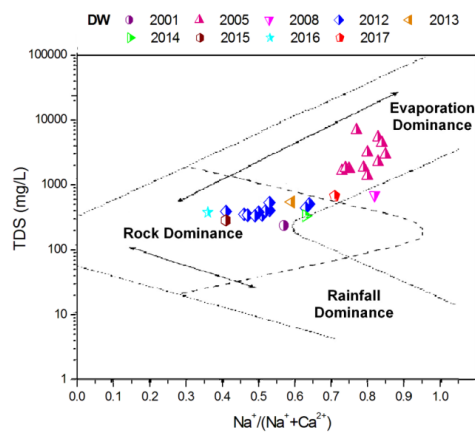 DW 2001 2005 2008 2012 2013
2014 2015 2016 2017
100000
10000
1000
100
10
1
TDS (mg/L)
Evaporation
Dominance
Rock Dominance
Rainfall
Dominance
0.0 0.1 0.2 0.3 0.4 0.5 0.6 0.7 0.8 0.9 1.0
Na⁺/(Na⁺+Ca²⁺)